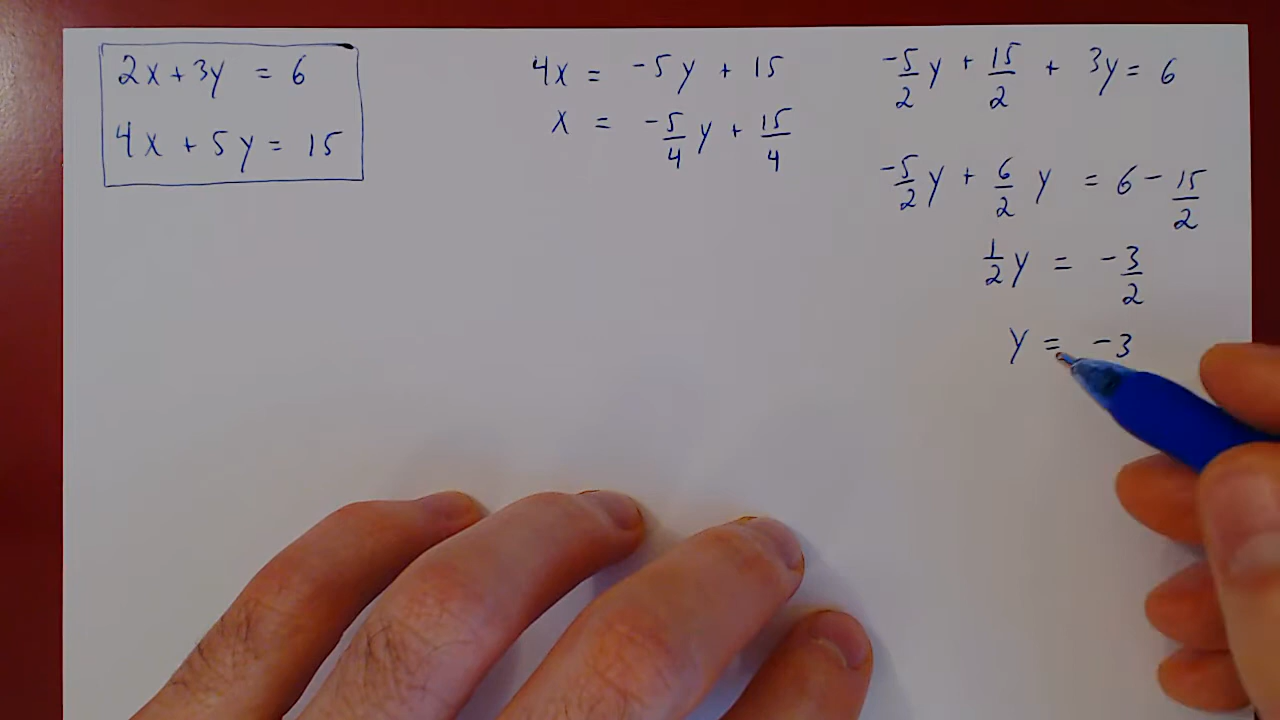 2x + 3y = 6
4x + 5y = 15
4x = -5y + 15
x = -5/4 y + 15/4
-5/2 y + 15/2 + 3y = 6
-5/2 y + 6/2 y = 6 - 15/2
1/2 y = -3/2
y = -3